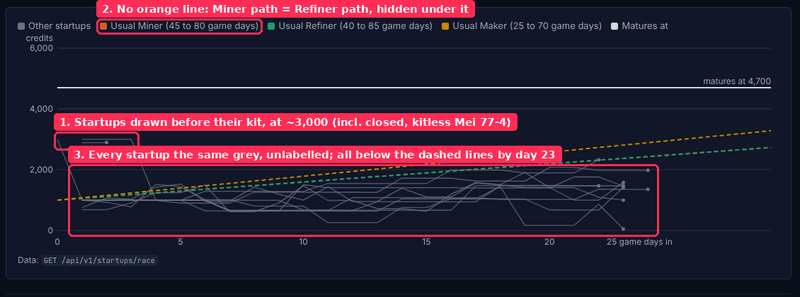 2. No orange line: Miner path = Refiner path, hidden under it
Other startups Usual Miner (45 to 80 game days) Usual Refiner (40 to 85 game days) Usual Maker (25 to 70 game days) Matures at
credits
6,000
matures at 4,700
4,000
1. Startups drawn before their kit, at ~3,000 (incl. closed, kitless Mei 77-4)
3. Every startup the same grey, unlabelled; all below the dashed lines by day 23
2,000
0
0 5 10 15 20 25 game days in
Data: GET /api/v1/startups/race